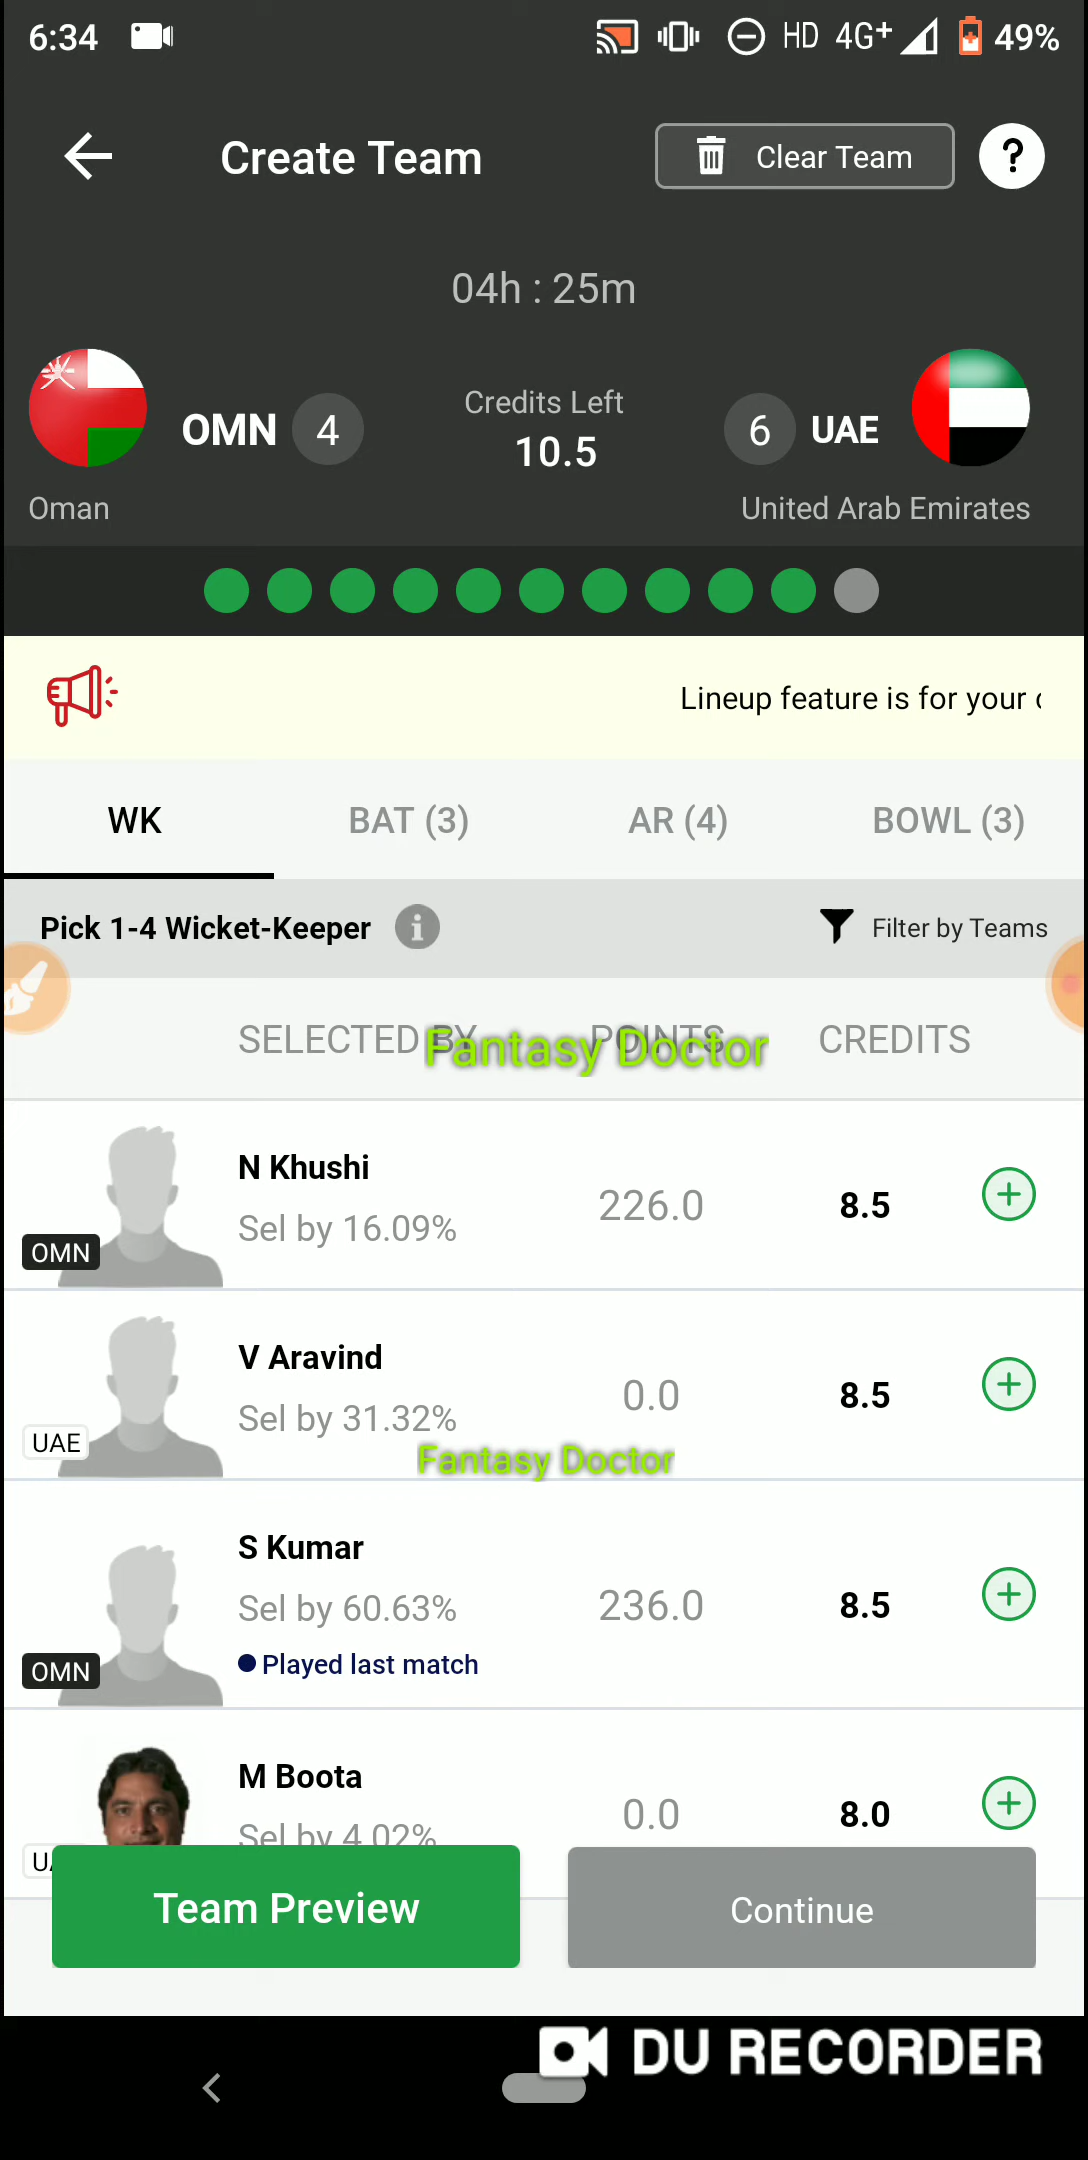 6:34 HD 4G+ 49%
Create Team Clear Team ?
04h : 25m
OMN 4 Credits Left 6 UAE
10.5
Oman United Arab Emirates
Lineup feature is for your
WK BAT (3) AR (4) BOWL (3)
Pick 1-4 Wicket-Keeper i Filter by Teams
SELECTED BY POINTS CREDITS
Fantasy Doctor
N Khushi
OMN Sel by 16.09% 226.0 8.5
V Aravind
UAE Sel by 31.32% 0.0 8.5
Fantasy Doctor
S Kumar
Sel by 60.63% 236.0 8.5
OMN Played last match
M Boota
Sel by 4.02% 0.0 8.0
Team Preview Continue
DU RECORDER